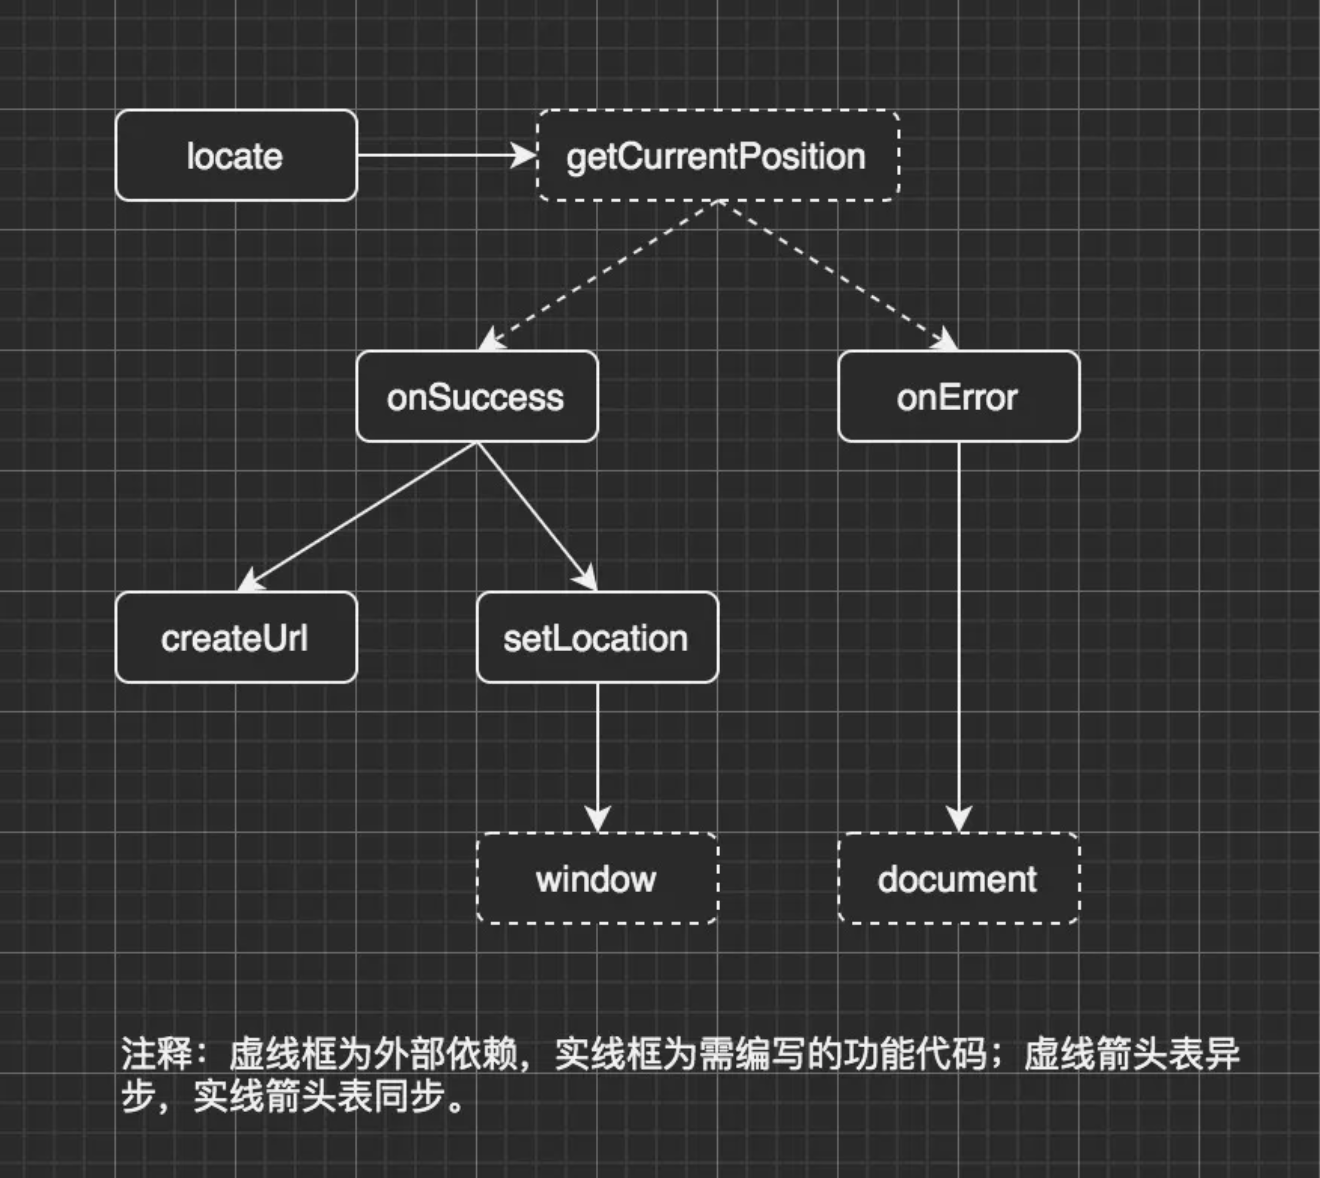 locate
getCurrentPosition
onSuccess
onError
createUrl
setLocation
window
document
注释：虚线框为外部依赖，实线框为需编写的功能代码；虚线箭头表异
步，实线箭头表同步。